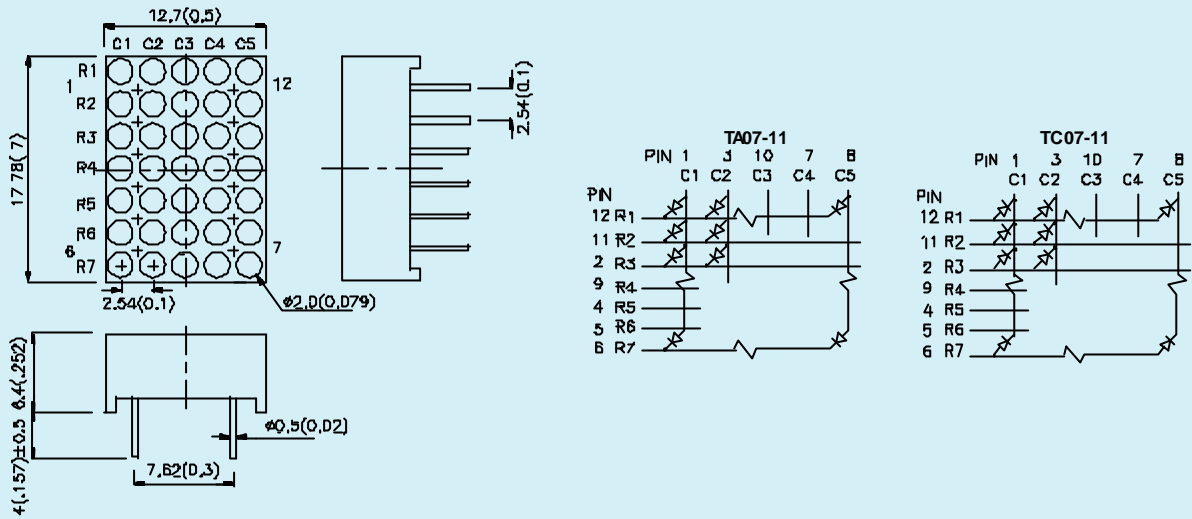 12.7(0.5)
C1 C2 C3 C4 C5
R1
1
12
R2
R3
R4
R5
R6
6
7
R7
17.78(.7)
2.54(0.1)
ø2.0(0.079)
2.54(0.1)
6.4(.252)
4(.157)±0.5
ø0.5(0.02)
7.62(0.3)
TA07-11
PIN 1 3 10 7 8
C1 C2 C3 C4 C5
PIN
12 R1
11 R2
2 R3
9 R4
4 R5
5 R6
6 R7
TC07-11
PIN 1 3 10 7 8
C1 C2 C3 C4 C5
PIN
12 R1
11 R2
2 R3
9 R4
4 R5
5 R6
6 R7